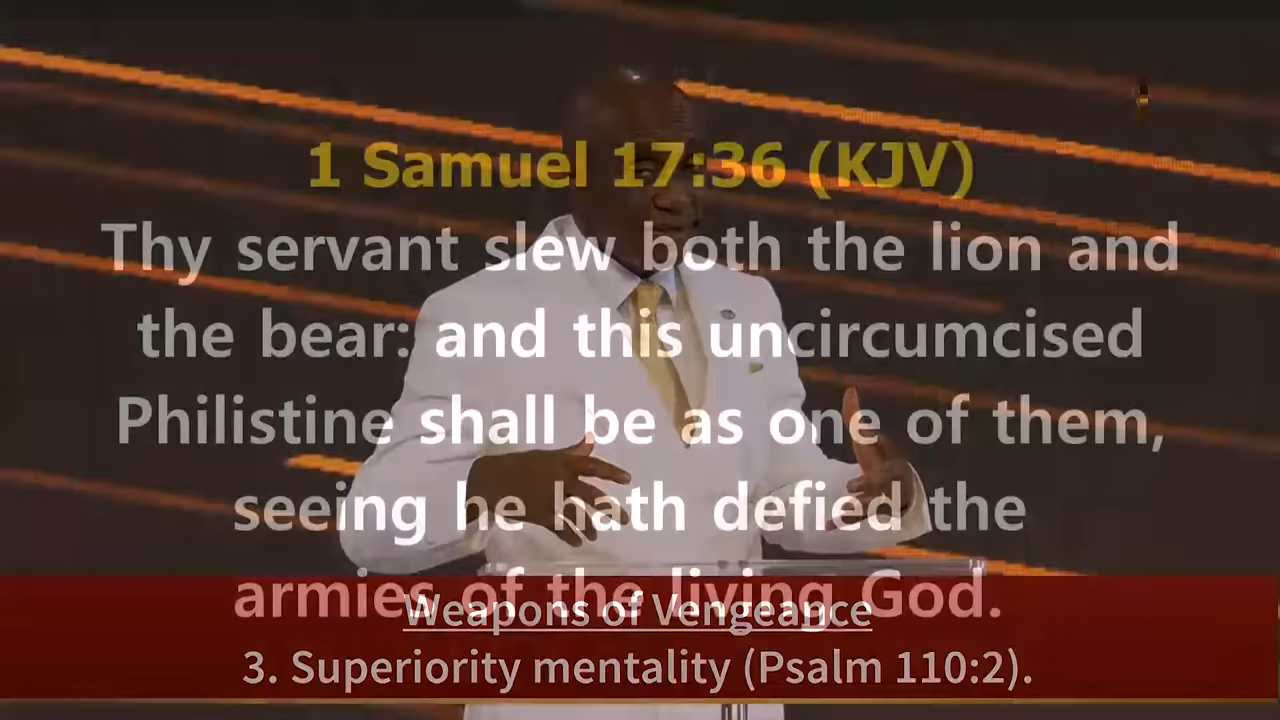 1 Samuel 17:36 (KJV)
Thy servant slew both the lion and
the bear: and this uncircumcised
Philistine shall be as one of them,
seeing he hath defied the
armies of the living God.
Weapons of Vengeance
3. Superiority mentality (Psalm 110:2).